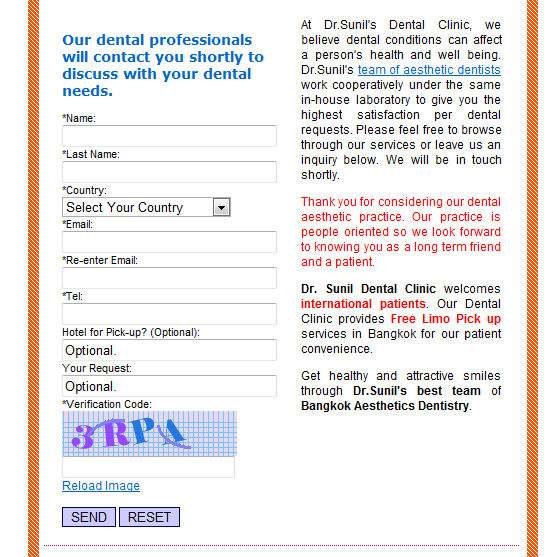 Our dental professionals
will contact you shortly to
discuss with your dental
needs.
*Name:
*Last Name:
*Country:
Select Your Country
*Email:
*Re-enter Email:
*Tel:
Hotel for Pick-up? (Optional):
Optional.
Your Request:
Optional.
*Verification Code:
3RPA
Reload Image
SEND RESET
At Dr.Sunil's Dental Clinic, we
believe dental conditions can affect
a person's health and well being.
Dr.Sunil's team of aesthetic dentists
work cooperatively under the same
in-house laboratory to give you the
highest satisfaction per dental
requests. Please feel free to browse
through our services or leave us an
inquiry below. We will be in touch
shortly.
Thank you for considering our dental
aesthetic practice. Our practice is
people oriented so we look forward
to knowing you as a long term friend
and a patient.
Dr. Sunil Dental Clinic welcomes
international patients. Our Dental
Clinic provides Free Limo Pick up
services in Bangkok for our patient
convenience.
Get healthy and attractive smiles
through Dr.Sunil's best team of
Bangkok Aesthetics Dentistry.